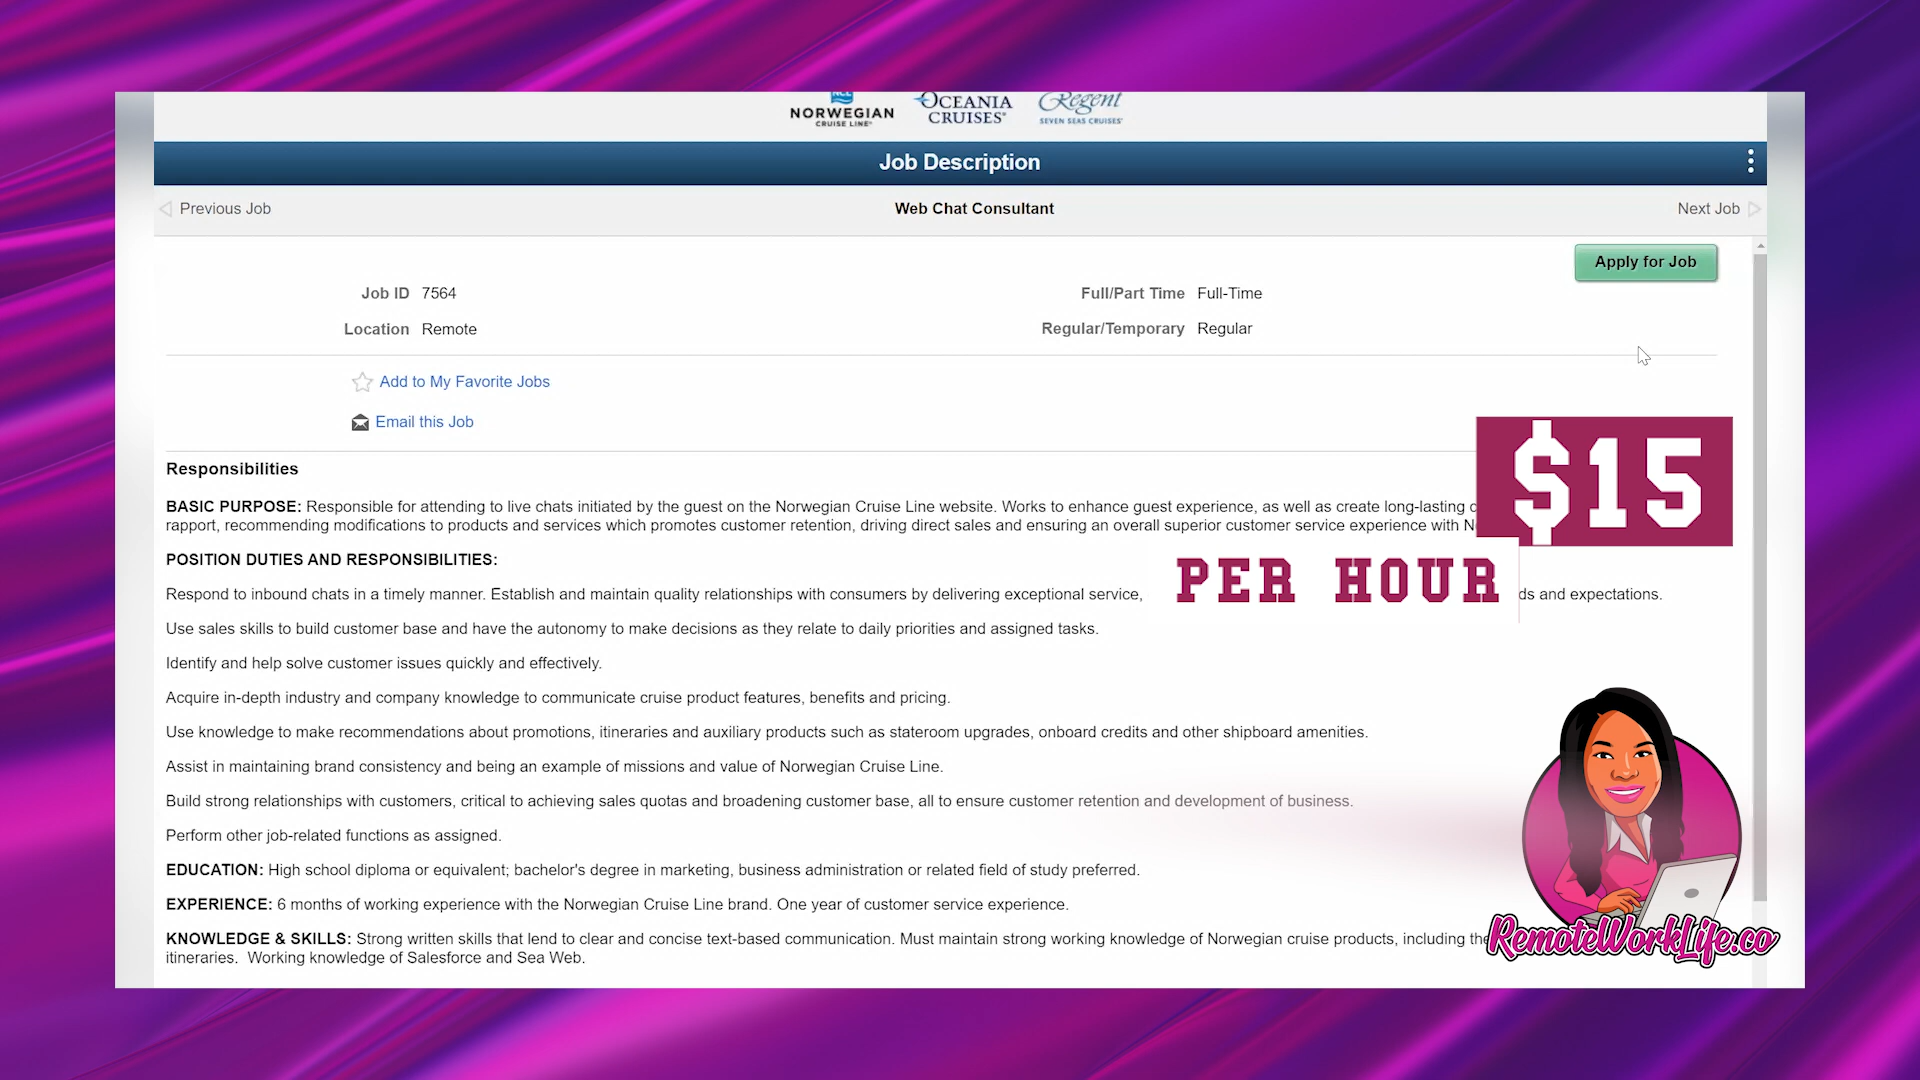 NCL
NORWEGIAN
CRUISE LINE®
OCEANIA
CRUISES®
Regent
SEVEN SEAS CRUISES®
Job Description
Previous Job
Web Chat Consultant
Next Job
Apply for Job
Job ID 7564
Full/Part Time Full-Time
Location Remote
Regular/Temporary Regular
Add to My Favorite Jobs
Email this Job
Responsibilities
$15
BASIC PURPOSE: Responsible for attending to live chats initiated by the guest on the Norwegian Cruise Line website. Works to enhance guest experience, as well as create long-lasting
rapport, recommending modifications to products and services which promotes customer retention, driving direct sales and ensuring an overall superior customer service experience with
PER HOUR
POSITION DUTIES AND RESPONSIBILITIES:
Respond to inbound chats in a timely manner. Establish and maintain quality relationships with consumers by delivering exceptional service, ds and expectations.
Use sales skills to build customer base and have the autonomy to make decisions as they relate to daily priorities and assigned tasks.
Identify and help solve customer issues quickly and effectively.
Acquire in-depth industry and company knowledge to communicate cruise product features, benefits and pricing.
Use knowledge to make recommendations about promotions, itineraries and auxiliary products such as stateroom upgrades, onboard credits and other shipboard amenities.
Assist in maintaining brand consistency and being an example of missions and value of Norwegian Cruise Line.
Build strong relationships with customers, critical to achieving sales quotas and broadening customer base, all to ensure customer retention and development of business.
Perform other job-related functions as assigned.
EDUCATION: High school diploma or equivalent; bachelor's degree in marketing, business administration or related field of study preferred.
EXPERIENCE: 6 months of working experience with the Norwegian Cruise Line brand. One year of customer service experience.
KNOWLEDGE & SKILLS: Strong written skills that lend to clear and concise text-based communication. Must maintain strong working knowledge of Norwegian cruise products, including the
itineraries. Working knowledge of Salesforce and Sea Web.
RemoteWorkLife.co